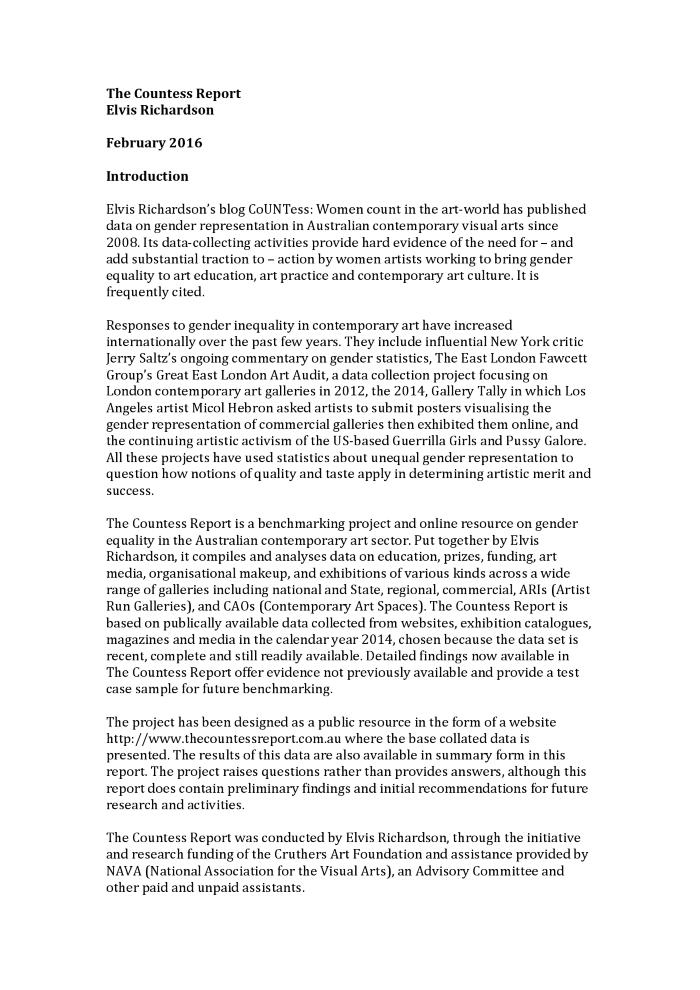 The Countess Report
Elvis Richardson
February 2016
Introduction
Elvis Richardson’s blog CoUNTess: Women count in the art-world has published
data on gender representation in Australian contemporary visual arts since
2008. Its data-collecting activities provide hard evidence of the need for – and
add substantial traction to – action by women artists working to bring gender
equality to art education, art practice and contemporary art culture. It is
frequently cited.
Responses to gender inequality in contemporary art have increased
internationally over the past few years. They include influential New York critic
Jerry Saltz’s ongoing commentary on gender statistics, The East London Fawcett
Group’s Great East London Art Audit, a data collection project focusing on
London contemporary art galleries in 2012, the 2014, Gallery Tally in which Los
Angeles artist Micol Hebron asked artists to submit posters visualising the
gender representation of commercial galleries then exhibited them online, and
the continuing artistic activism of the US-based Guerrilla Girls and Pussy Galore.
All these projects have used statistics about unequal gender representation to
question how notions of quality and taste apply in determining artistic merit and
success.
The Countess Report is a benchmarking project and online resource on gender
equality in the Australian contemporary art sector. Put together by Elvis
Richardson, it compiles and analyses data on education, prizes, funding, art
media, organisational makeup, and exhibitions of various kinds across a wide
range of galleries including national and State, regional, commercial, ARIs (Artist
Run Galleries), and CAOs (Contemporary Art Spaces). The Countess Report is
based on publically available data collected from websites, exhibition catalogues,
magazines and media in the calendar year 2014, chosen because the data set is
recent, complete and still readily available. Detailed findings now available in
The Countess Report offer evidence not previously available and provide a test
case sample for future benchmarking.
The project has been designed as a public resource in the form of a website
http://www.thecountessreport.com.au where the base collated data is
presented. The results of this data are also available in summary form in this
report. The project raises questions rather than provides answers, although this
report does contain preliminary findings and initial recommendations for future
research and activities.
The Countess Report was conducted by Elvis Richardson, through the initiative
and research funding of the Cruthers Art Foundation and assistance provided by
NAVA (National Association for the Visual Arts), an Advisory Committee and
other paid and unpaid assistants.